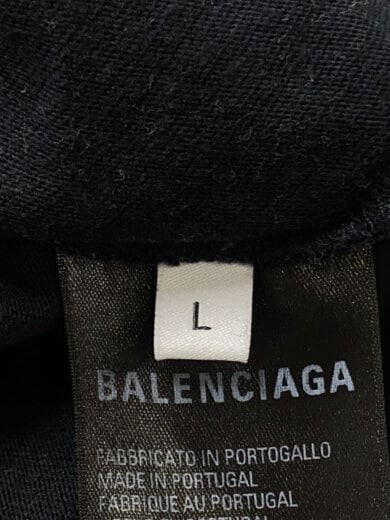 L
BALENCIAGA
FABBRICATO IN PORTOGALLO
MADE IN PORTUGAL
FABRIQUE AU PORTUGAL